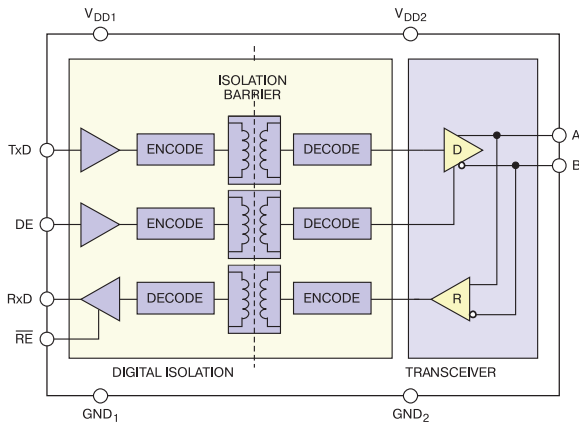 VDD1 VDD2
ISOLATION
BARRIER
TxD ENCODE DECODE D A
B
DE ENCODE DECODE
RxD DECODE ENCODE R
RE
DIGITAL ISOLATION TRANSCEIVER
GND1 GND2